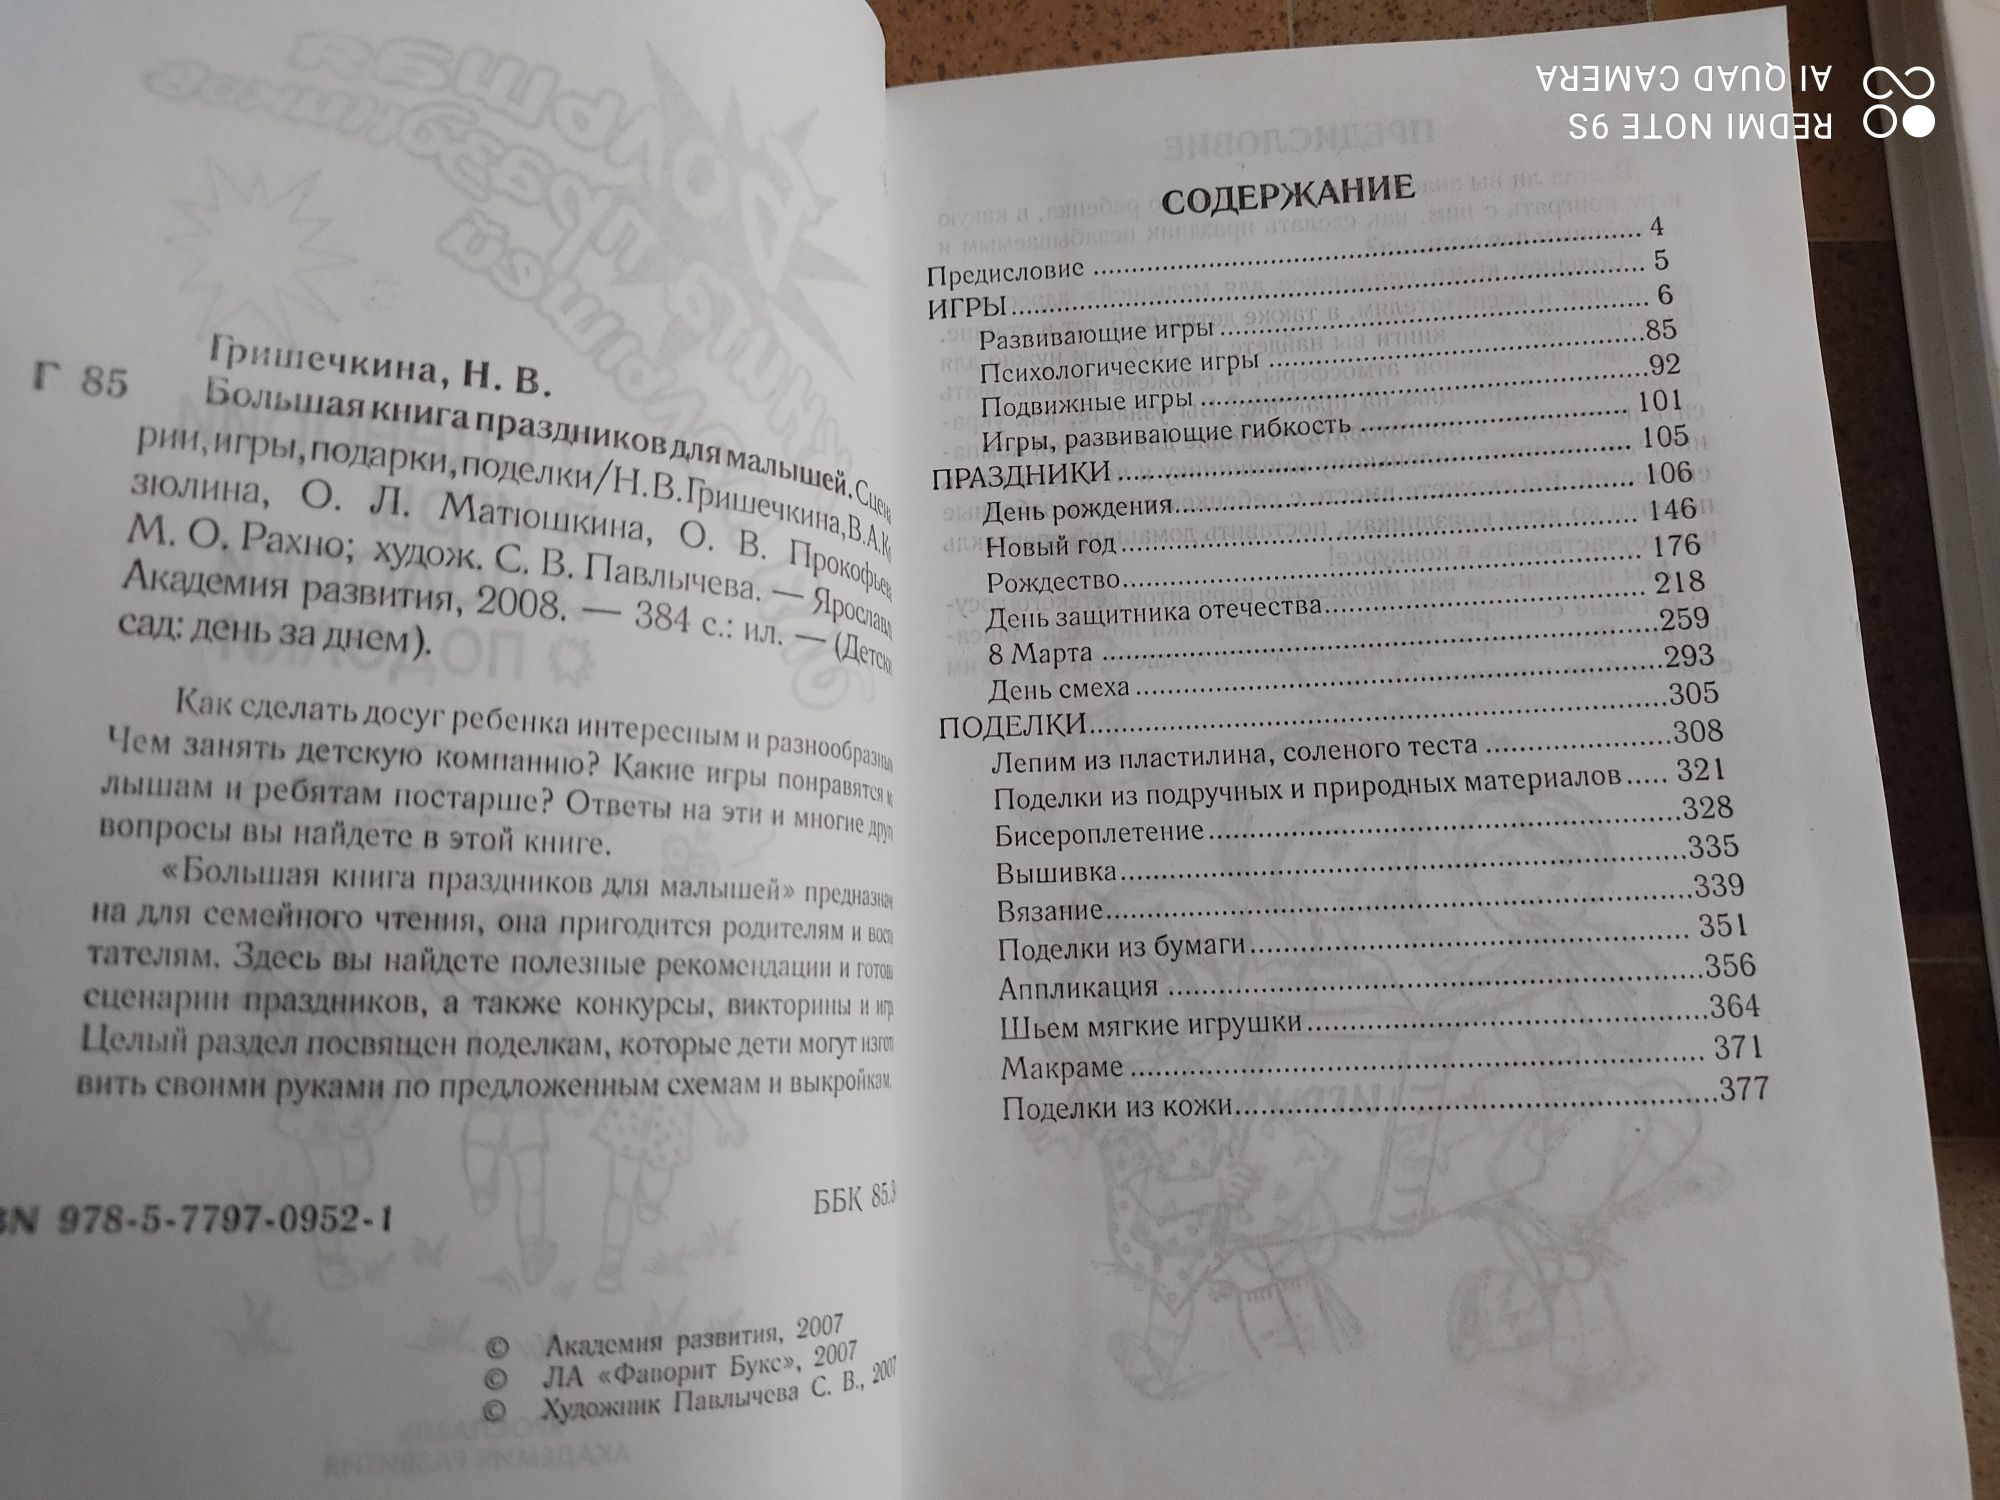 Гришечкина, Н. В.
Г 85
Большая книга праздников для малышей. Сцена
рии, игры, подарки, поделки/Н. В. Гришечкина, В. А. К
зюлина, О. Л. Матюшкина, О. В. Прокофьев
М. О. Рахно; худож. С. В. Павлычева. — Ярославл
Академия развития, 2008. — 384 с.: ил. — (Детски
сад: день за днем).
Как сделать досуг ребенка интересным и разнообразны
Чем занять детскую компанию? Какие игры понравятся
лышам и ребятам постарше? Ответы на эти и многие друг
вопросы вы найдете в этой книге.
«Большая книга праздников для малышей» предназнач
на для семейного чтения, она пригодится родителям и восп
тателям. Здесь вы найдете полезные рекомендации и готов
сценарии праздников, а также конкурсы, викторины и игр
Целый раздел посвящен поделкам, которые дети могут изгот
вить своими руками по предложенным схемам и выкройкам.
ББК 85.3
BN 978-5-7797-0952-1
© Академия развития, 2007
© ЛА «Фаворит Букс», 2007
© Художник Павлычева С. В., 2007
СОДЕРЖАНИЕ
Предисловие ........ 4
ИГРЫ ........ 5
Развивающие игры ........ 6
Психологические игры ........ 85
Подвижные игры ........ 92
Игры, развивающие гибкость ........ 101
ПРАЗДНИКИ ........ 105
День рождения ........ 106
Новый год ........ 146
Рождество ........ 176
День защитника отечества ........ 218
8 Марта ........ 259
День смеха ........ 293
ПОДЕЛКИ ........ 305
Лепим из пластилина, соленого теста ........ 308
Поделки из подручных и природных материалов ..... 321
Бисероплетение ........ 328
Вышивка ........ 335
Вязание ........ 339
Поделки из бумаги ........ 351
Аппликация ........ 356
Шьем мягкие игрушки ........ 364
Макраме ........ 371
Поделки из кожи ........ 377
REDMI NOTE 9S
AI QUAD CAMERA